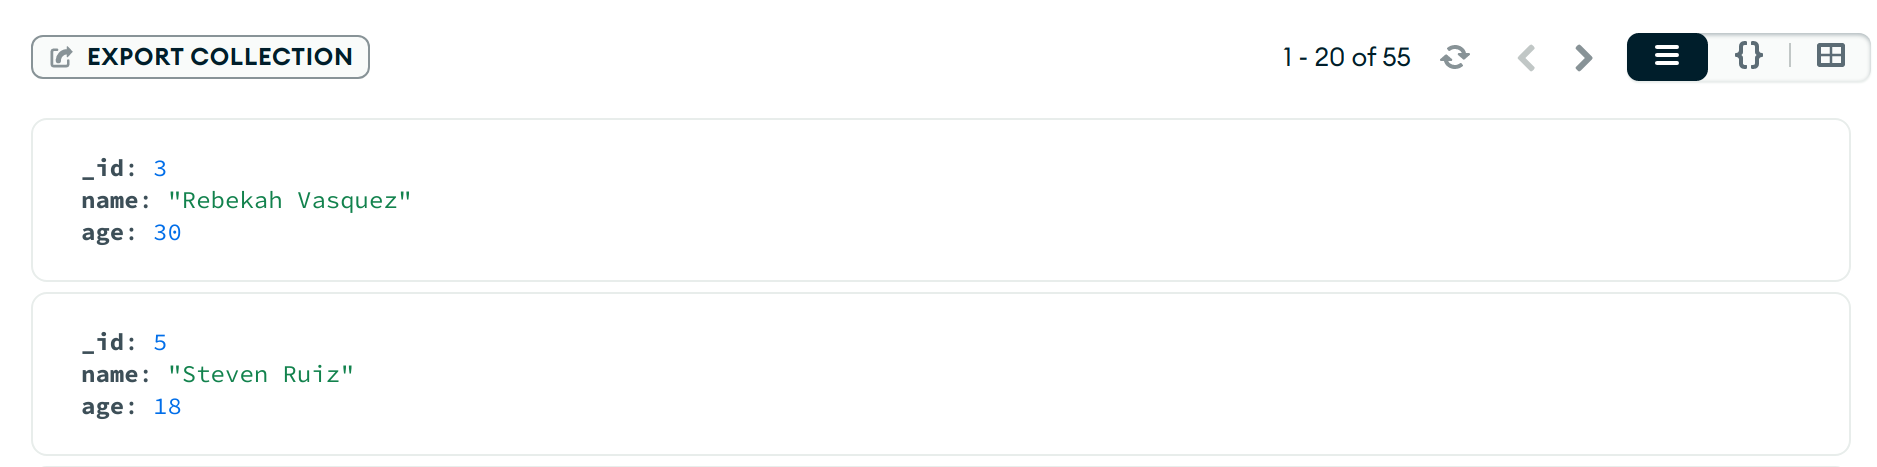 EXPORT COLLECTION
1 - 20 of 55
{}
_id: 3
name: "Rebekah Vasquez"
age: 30
_id: 5
name: "Steven Ruiz"
age: 18